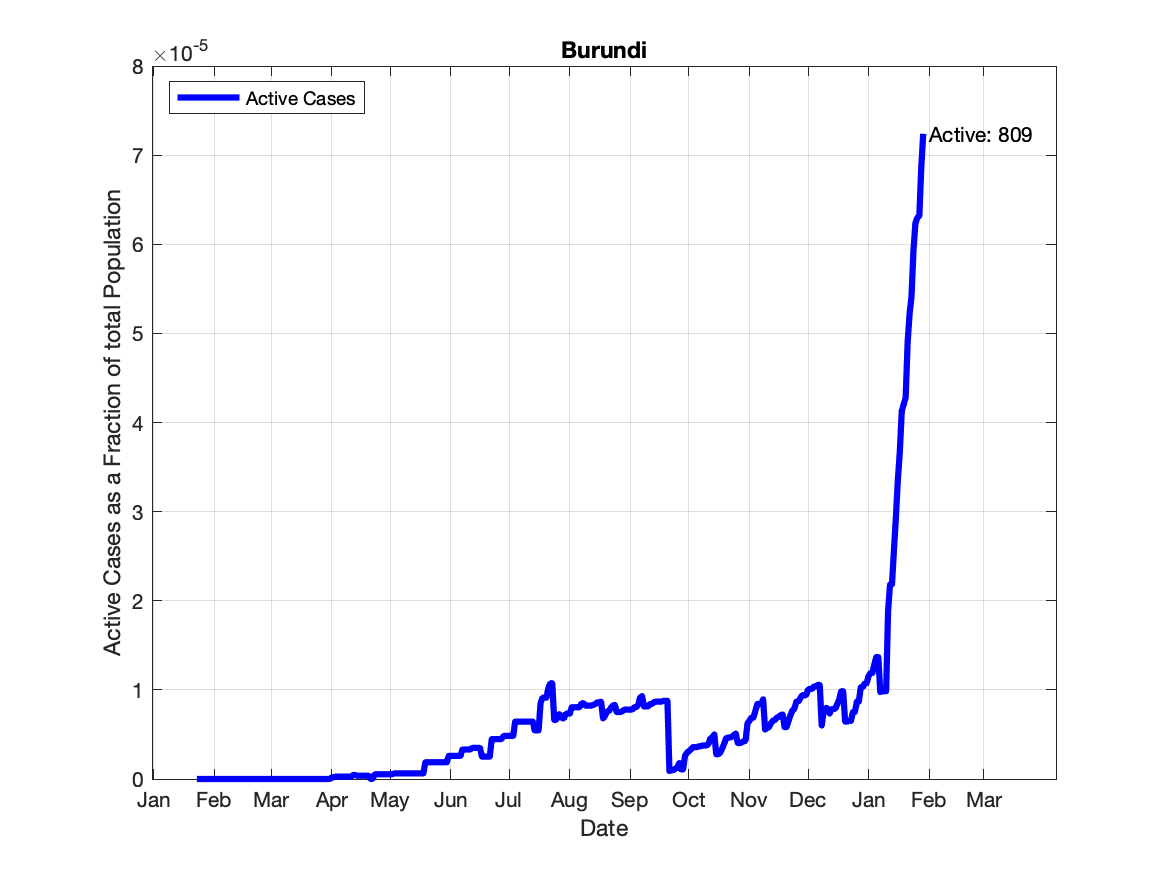 Burundi
×10-5
Active Cases
Active: 809
8
7
6
5
4
3
2
1
0
Active Cases as a Fraction of total Population
Jan Feb Mar Apr May Jun Jul Aug Sep Oct Nov Dec Jan Feb Mar
Date